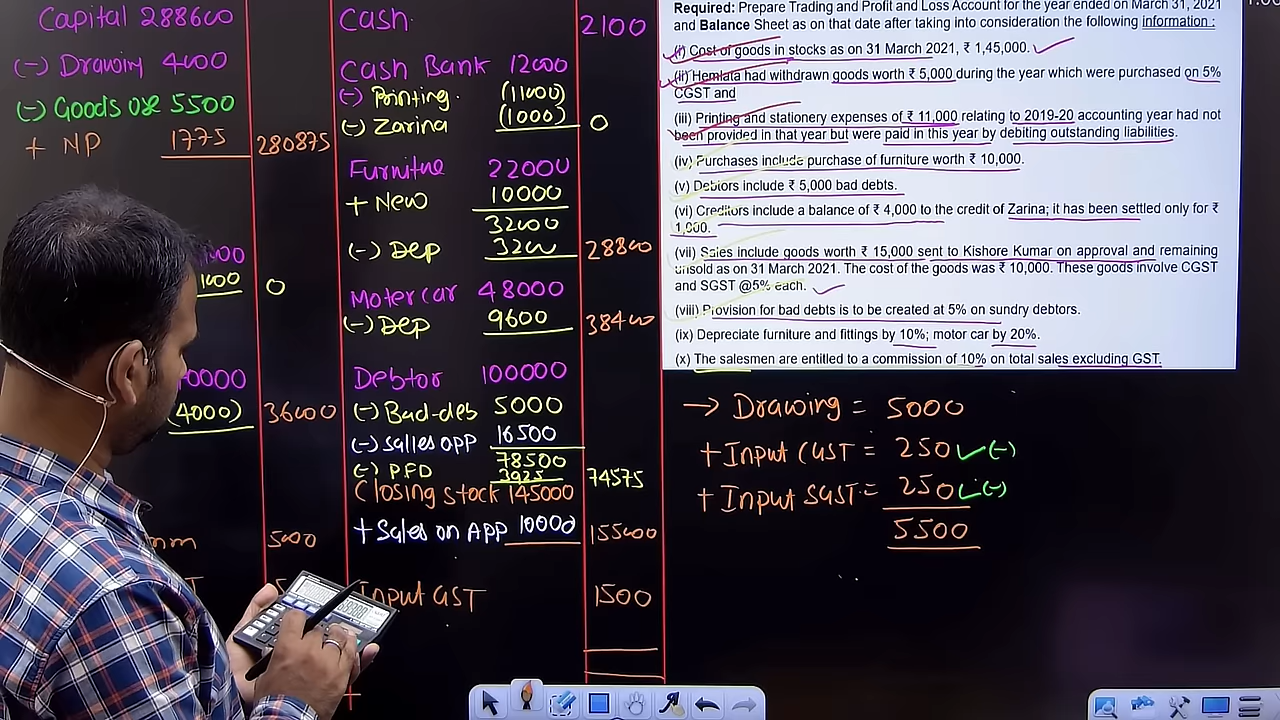 Capital 288600
(-) Drawing 4000
(-) Goods use 5500
+ NP 1775 280875
1000 0
(4000) 36000
5000
Cash 2100
Cash Bank 12000
(-) Printing (11000)
(-) Zarina (1000) 0
Furnitue 22000
+ New 10000
32000
(-) Dep 3200 28800
Motercar 48000
(-) Dep 9600 38400
Debtor 100000
(-) Bad-deb 5000
(-) Salles app 16500
78500
(-) PFD 3925 74575
Closing stock 145000
+ Sales on App 10000 155000
Input GST 1500
Required: Prepare Trading and Profit and Loss Account for the year ended on March 31, 2021
and Balance Sheet as on that date after taking into consideration the following information :
(i) Cost of goods in stocks as on 31 March 2021, ₹ 1,45,000.
(ii) Hemlata had withdrawn goods worth ₹ 5,000 during the year which were purchased on 5%
CGST and
(iii) Printing and stationery expenses of ₹ 11,000 relating to 2019-20 accounting year had not
been provided in that year but were paid in this year by debiting outstanding liabilities.
(iv) Purchases include purchase of furniture worth ₹ 10,000.
(v) Debtors include ₹ 5,000 bad debts.
(vi) Creditors include a balance of ₹ 4,000 to the credit of Zarina; it has been settled only for ₹
1,000.
(vii) Sales include goods worth ₹ 15,000 sent to Kishore Kumar on approval and remaining
unsold as on 31 March 2021. The cost of the goods was ₹ 10,000. These goods involve CGST
and SGST @5% each.
(viii) Provision for bad debts is to be created at 5% on sundry debtors.
(ix) Depreciate furniture and fittings by 10%; motor car by 20%.
(x) The salesmen are entitled to a commission of 10% on total sales excluding GST.
→ Drawing = 5000
+ Input CGST = 250 ✓ (-)
+ Input SGST = 250 ✓ (-)
5500